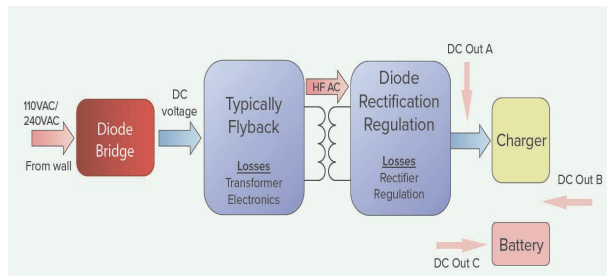 110VAC/
240VAC
From wall
Diode
Bridge
DC
voltage
Typically
Flyback
Losses
Transformer
Electronics
HF AC
Diode
Rectification
Regulation
Losses
Rectifier
Regulation
DC Out A
Charger
DC Out B
Battery
DC Out C